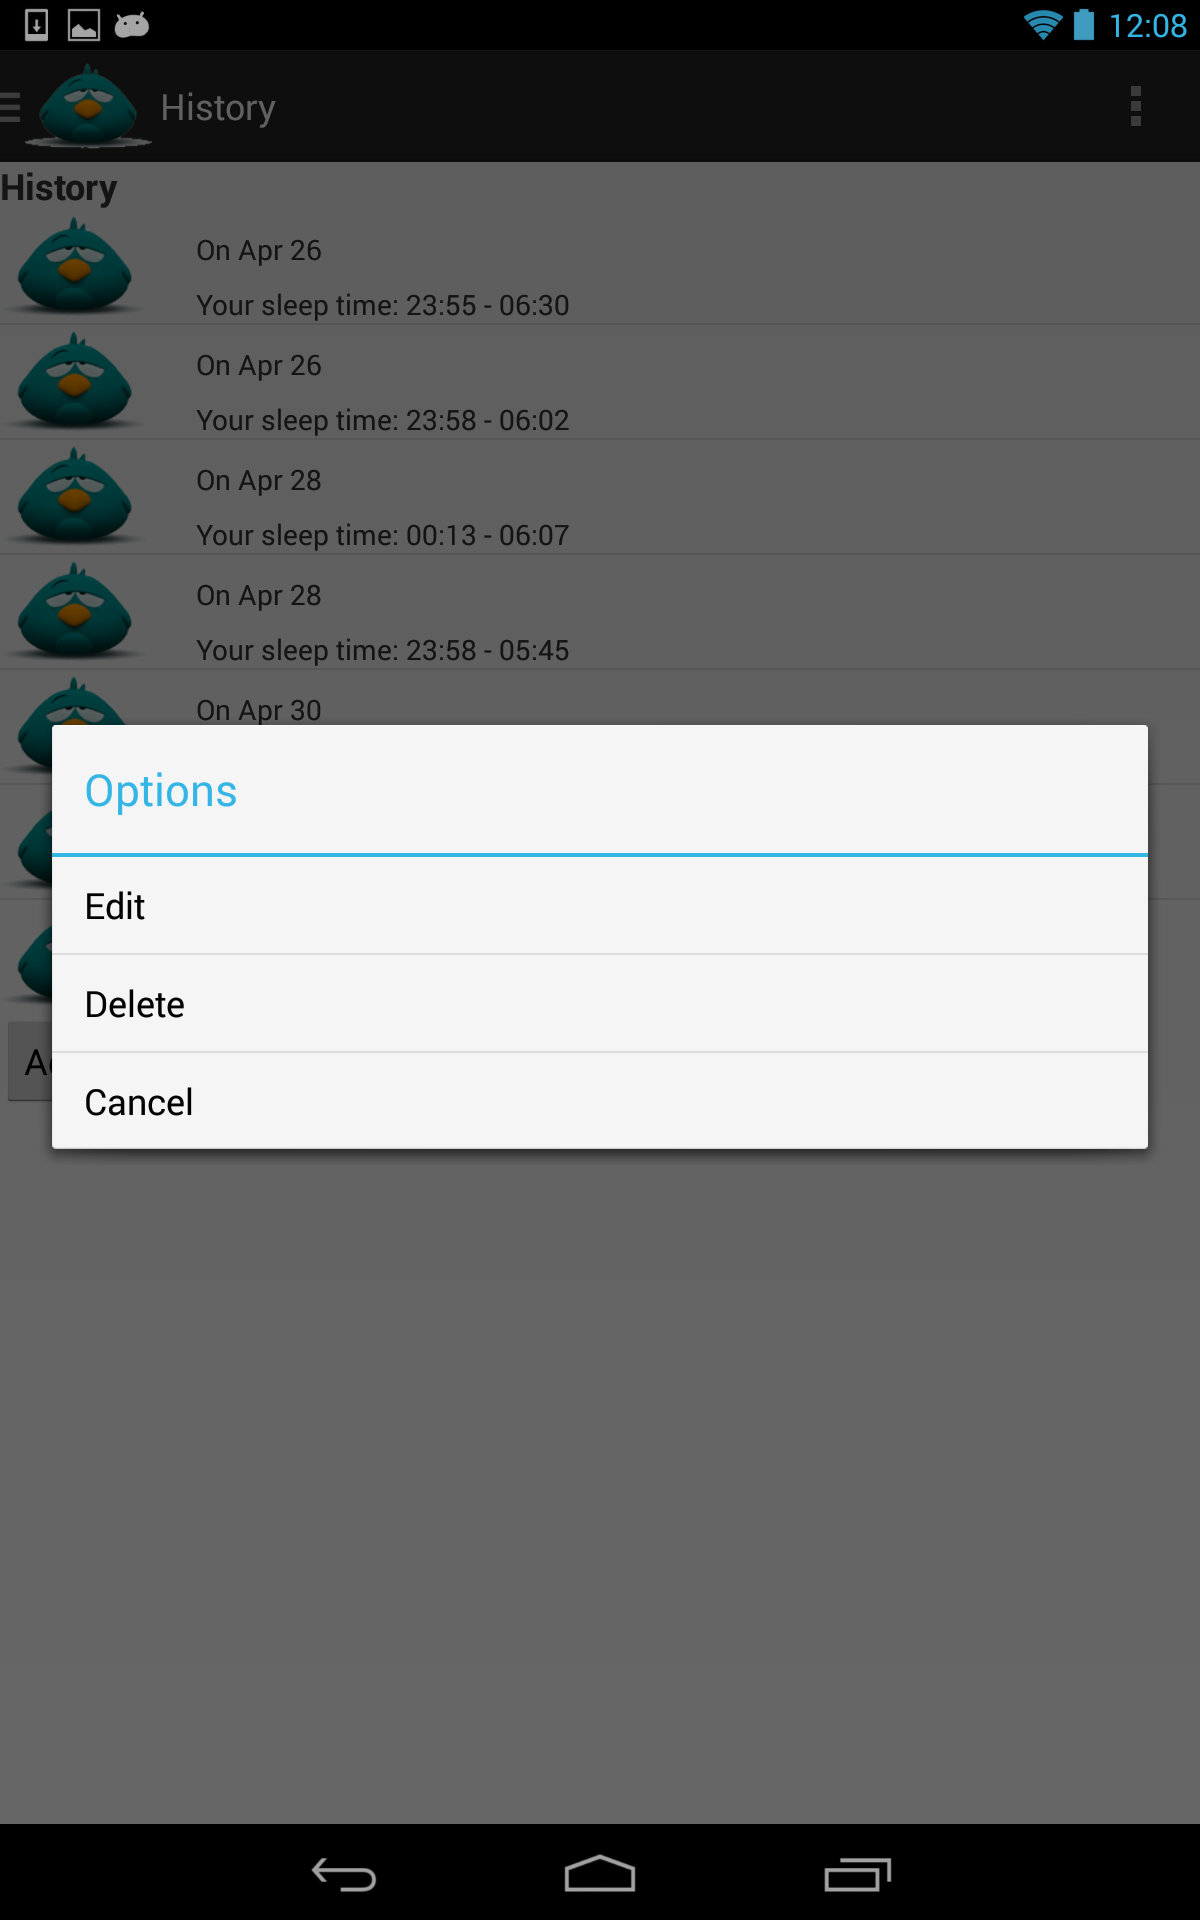 12:08
History
History
On Apr 26
Your sleep time: 23:55 - 06:30
On Apr 26
Your sleep time: 23:58 - 06:02
On Apr 28
Your sleep time: 00:13 - 06:07
On Apr 28
Your sleep time: 23:58 - 05:45
On Apr 30
Options
Edit
Delete
Cancel